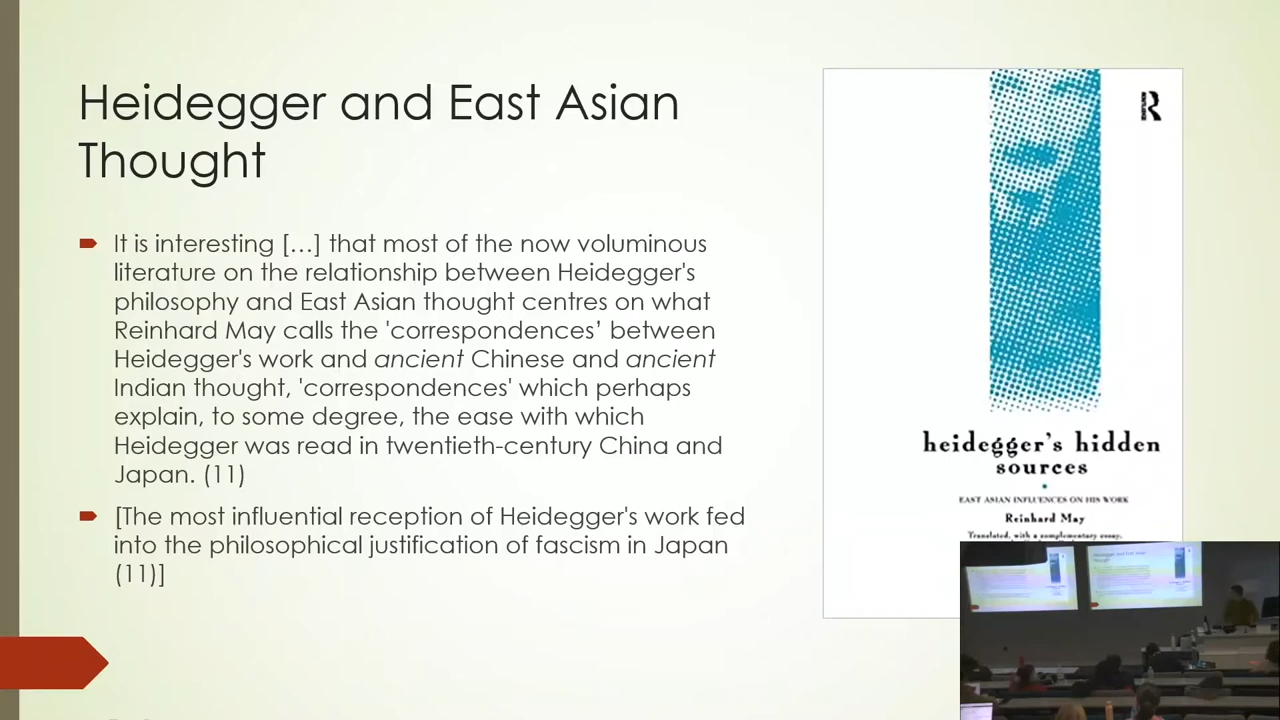 Heidegger and East Asian
Thought
It is interesting […] that most of the now voluminous
literature on the relationship between Heidegger's
philosophy and East Asian thought centres on what
Reinhard May calls the 'correspondences’ between
Heidegger's work and ancient Chinese and ancient
Indian thought, 'correspondences' which perhaps
explain, to some degree, the ease with which
Heidegger was read in twentieth-century China and
Japan. (11)
[The most influential reception of Heidegger's work fed
into the philosophical justification of fascism in Japan
(11)]
R
heidegger's hidden
sources
EAST ASIAN INFLUENCES ON HIS WORK
Reinhard May
Translated, with a complementary essay,
Heidegger and East Asian
Thought